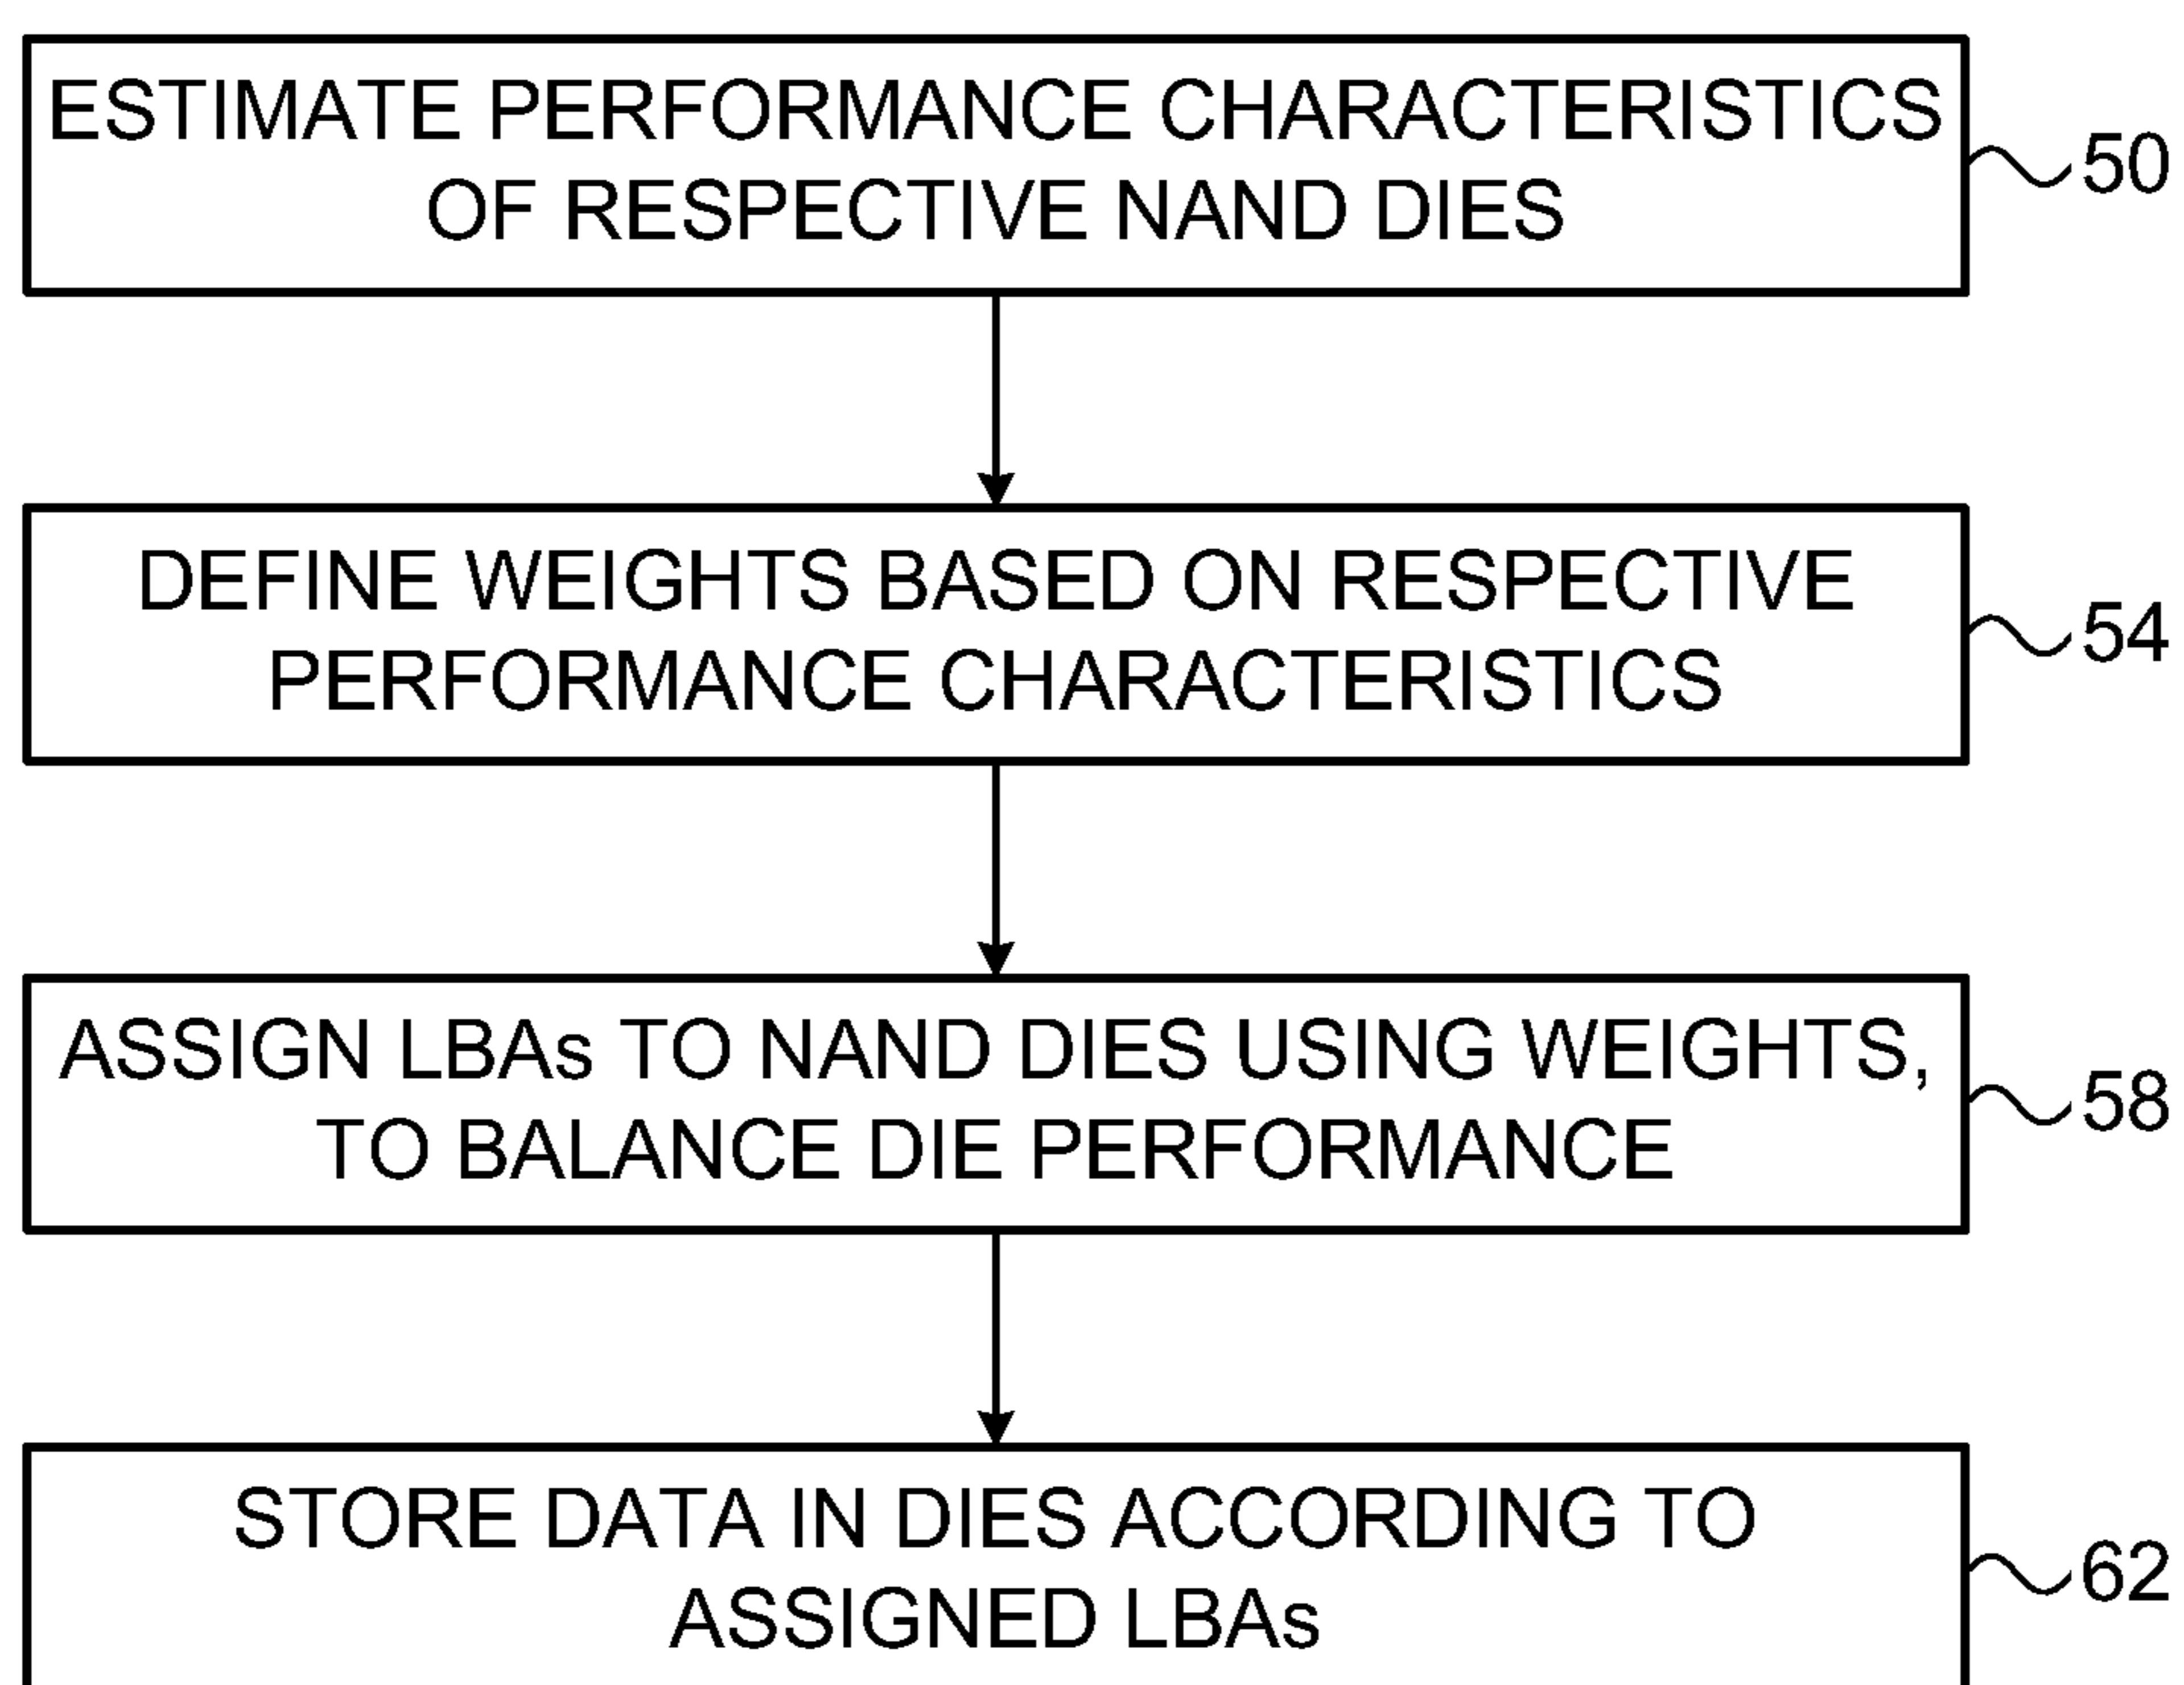 ESTIMATE PERFORMANCE CHARACTERISTICS
OF RESPECTIVE NAND DIES
50
DEFINE WEIGHTS BASED ON RESPECTIVE
PERFORMANCE CHARACTERISTICS
54
ASSIGN LBAs TO NAND DIES USING WEIGHTS,
TO BALANCE DIE PERFORMANCE
58
STORE DATA IN DIES ACCORDING TO
ASSIGNED LBAs
62